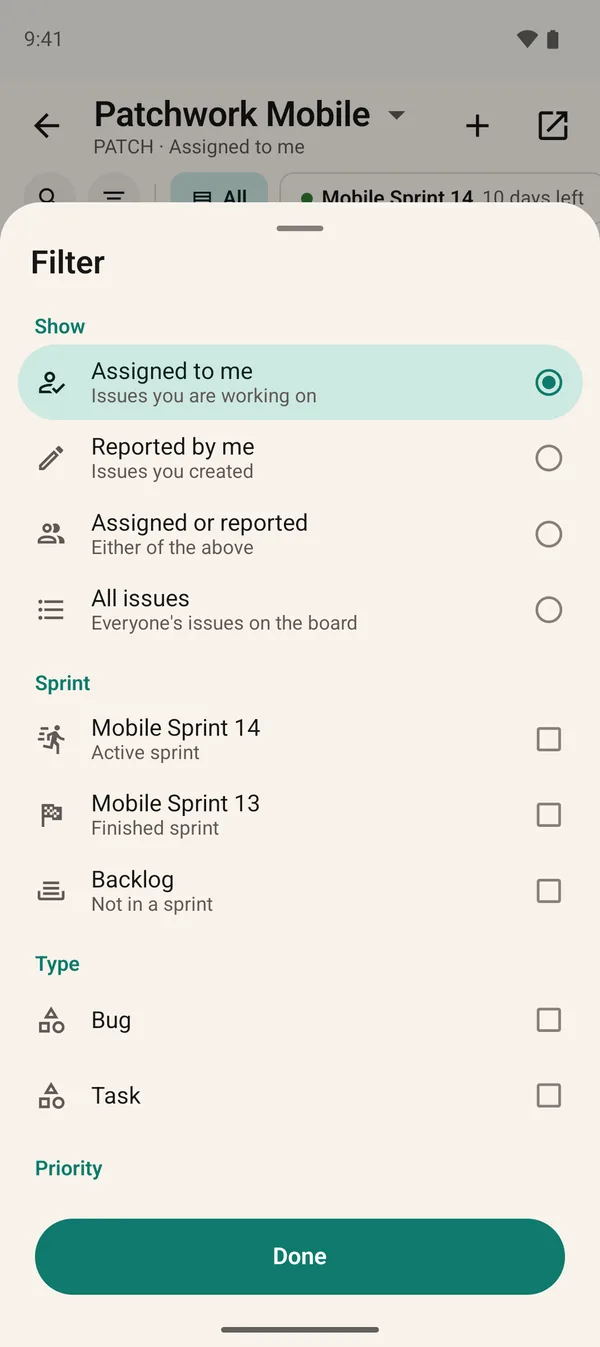 9:41
Patchwork Mobile
PATCH · Assigned to me
All
Mobile Sprint 14 10 days left
Filter
Show
Assigned to me
Issues you are working on
Reported by me
Issues you created
Assigned or reported
Either of the above
All issues
Everyone's issues on the board
Sprint
Mobile Sprint 14
Active sprint
Mobile Sprint 13
Finished sprint
Backlog
Not in a sprint
Type
Bug
Task
Priority
Done